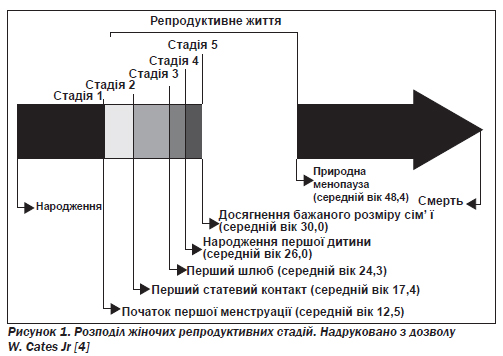 Репродуктивне життя
Стадія 5
Стадія 4
Стадія 3
Стадія 2
Стадія 1
Народження
Природна
менопауза
(середній вік 48,4)
Смерть
Досягнення бажаного розміру сім' ї
(середній вік 30,0)
Народження першої дитини
(середній вік 26,0)
Перший шлюб (середній вік 24,3)
Перший статевий контакт (середній вік 17,4)
Початок першої менструації (середній вік 12,5)
Рисунок 1. Розподіл жіночих репродуктивних стадій. Надруковано з дозволу
W. Cates Jr [4]